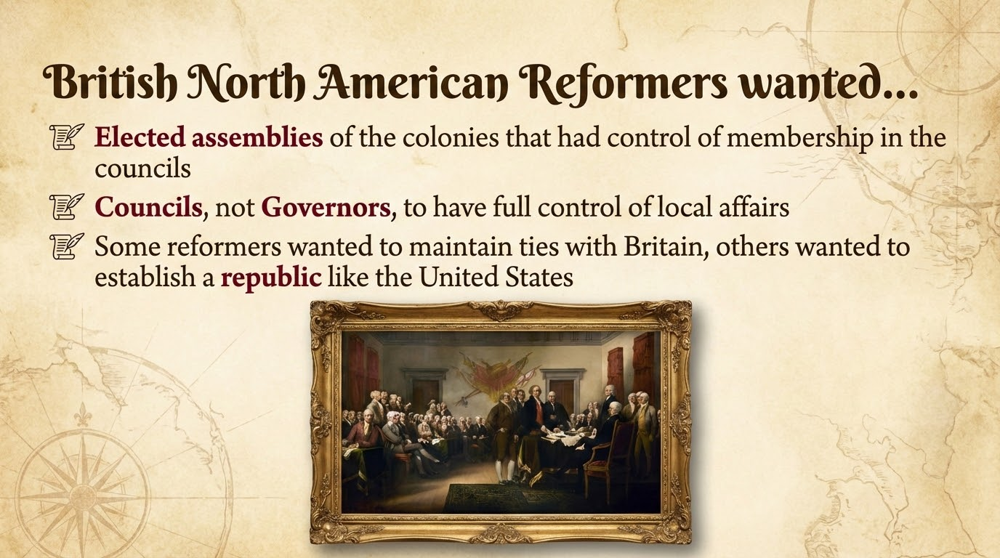 British North American Reformers wanted...
Elected assemblies of the colonies that had control of membership in the
councils
Councils, not Governors, to have full control of local affairs
Some reformers wanted to maintain ties with Britain, others wanted to
establish a republic like the United States